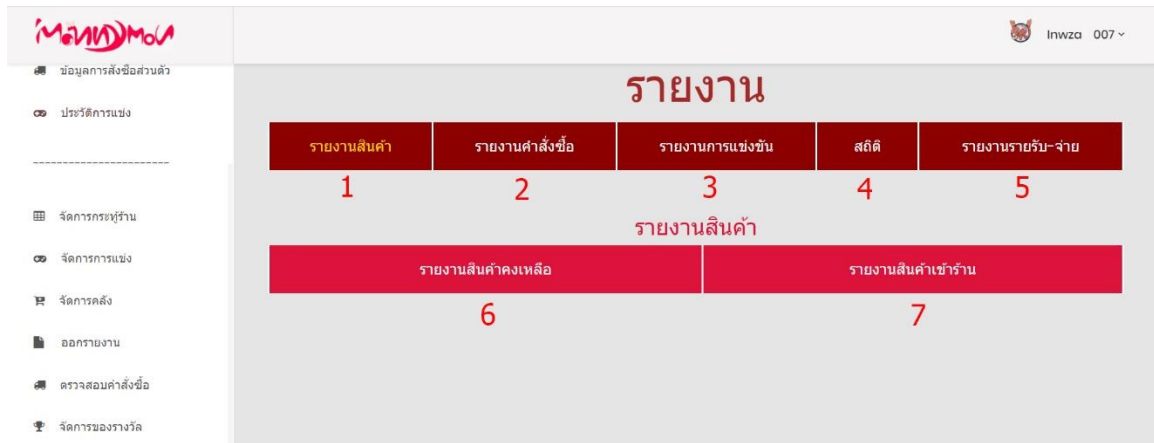 Inwza 007
ข้อมูลการสั่งซื้อส่วนตัว
ประวัติการแข่ง
-----------------------
จัดการกระทู้ร้าน
จัดการการแข่ง
จัดการคลัง
ออกรายงาน
ตรวจสอบคำสั่งซื้อ
จัดการของรางวัล
รายงาน
รายงานสินค้า รายงานคำสั่งซื้อ รายงานการแข่งขัน สถิติ รายงานรายรับ-จ่าย
1 2 3 4 5
รายงานสินค้า
รายงานสินค้าคงเหลือ รายงานสินค้าเข้าร้าน
6 7